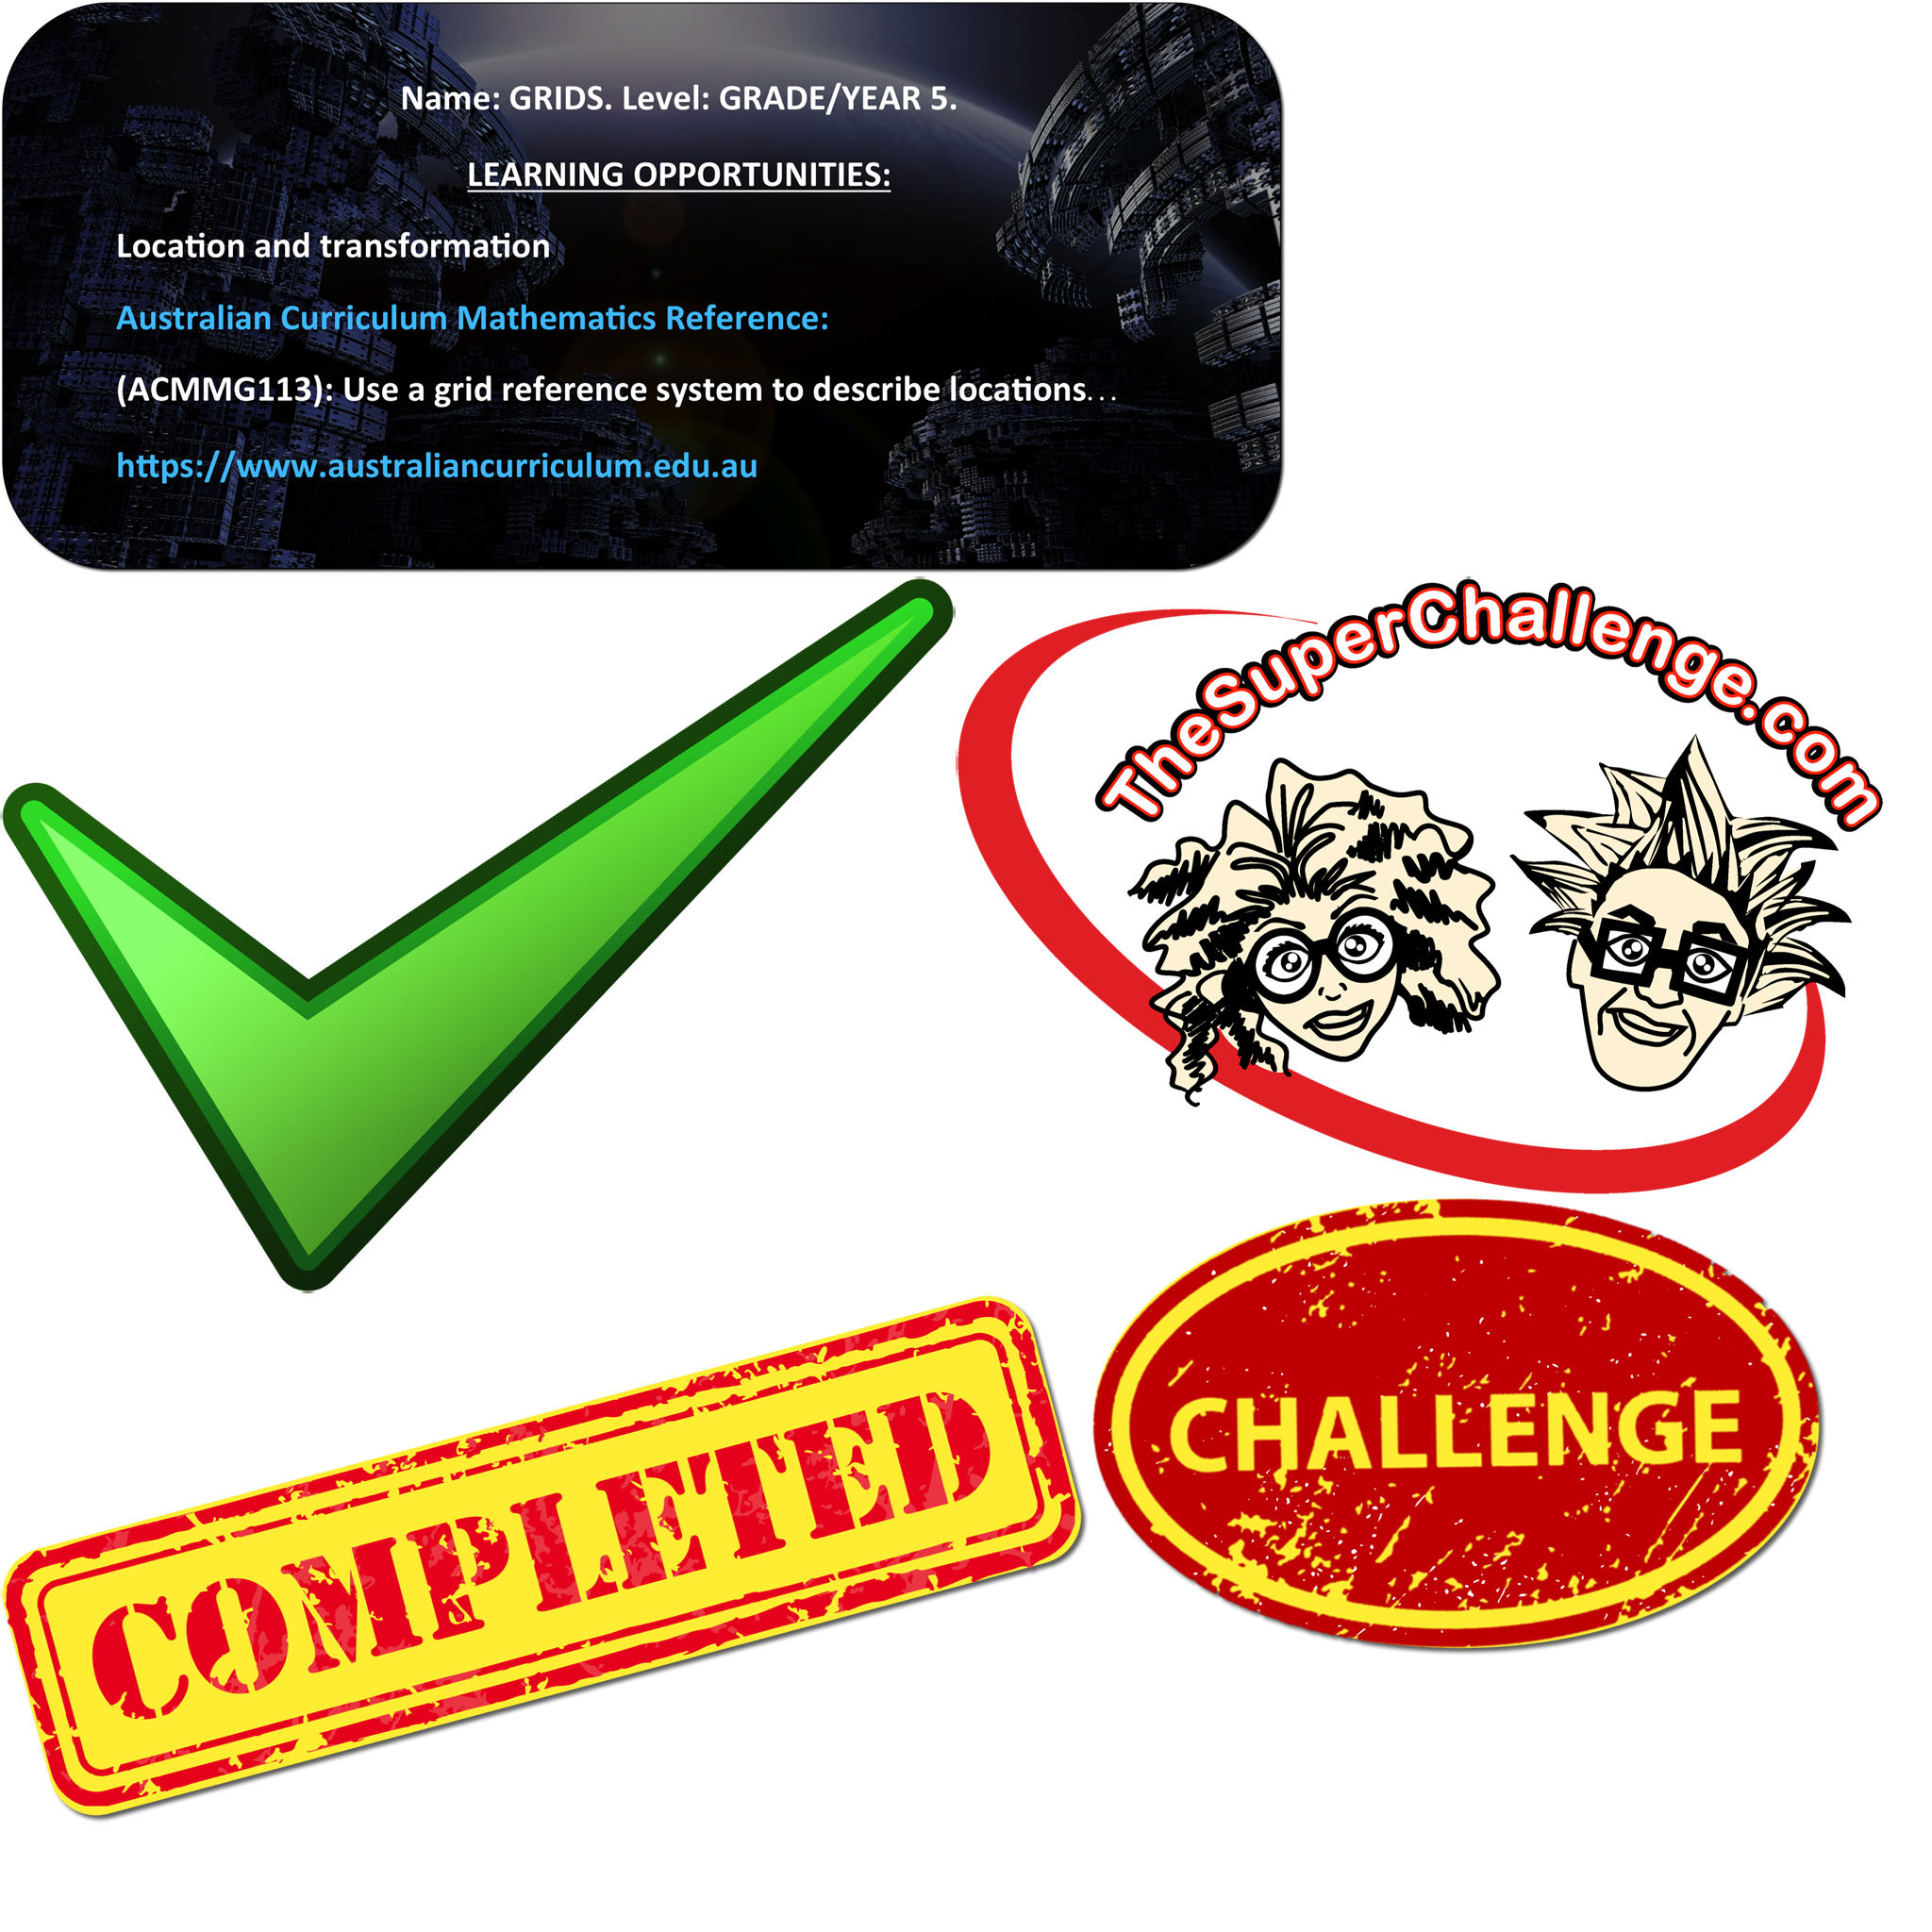 Name: GRIDS. Level: GRADE/YEAR 5.
LEARNING OPPORTUNITIES:
Location and transformation
Australian Curriculum Mathematics Reference:
(ACMMG113): Use a grid reference system to describe locations...
https://www.australiancurriculum.edu.au
TheSuperChallenge.com
CHALLENGE
COMPLETED